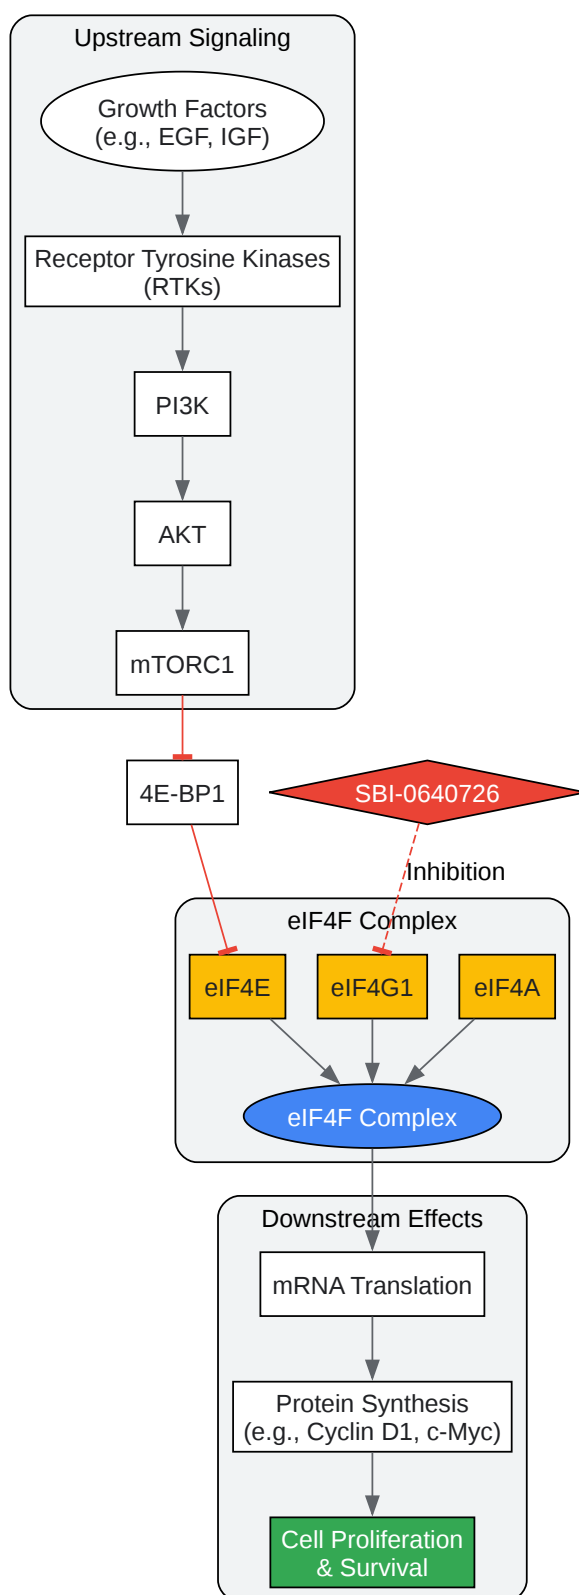 Upstream Signaling
Growth Factors
(e.g., EGF, IGF)
Receptor Tyrosine Kinases
(RTKs)
PI3K
AKT
mTORC1
4E-BP1
SBI-0640726
Inhibition
eIF4F Complex
eIF4E
eIF4G1
eIF4A
eIF4F Complex
Downstream Effects
mRNA Translation
Protein Synthesis
(e.g., Cyclin D1, c-Myc)
Cell Proliferation
& Survival